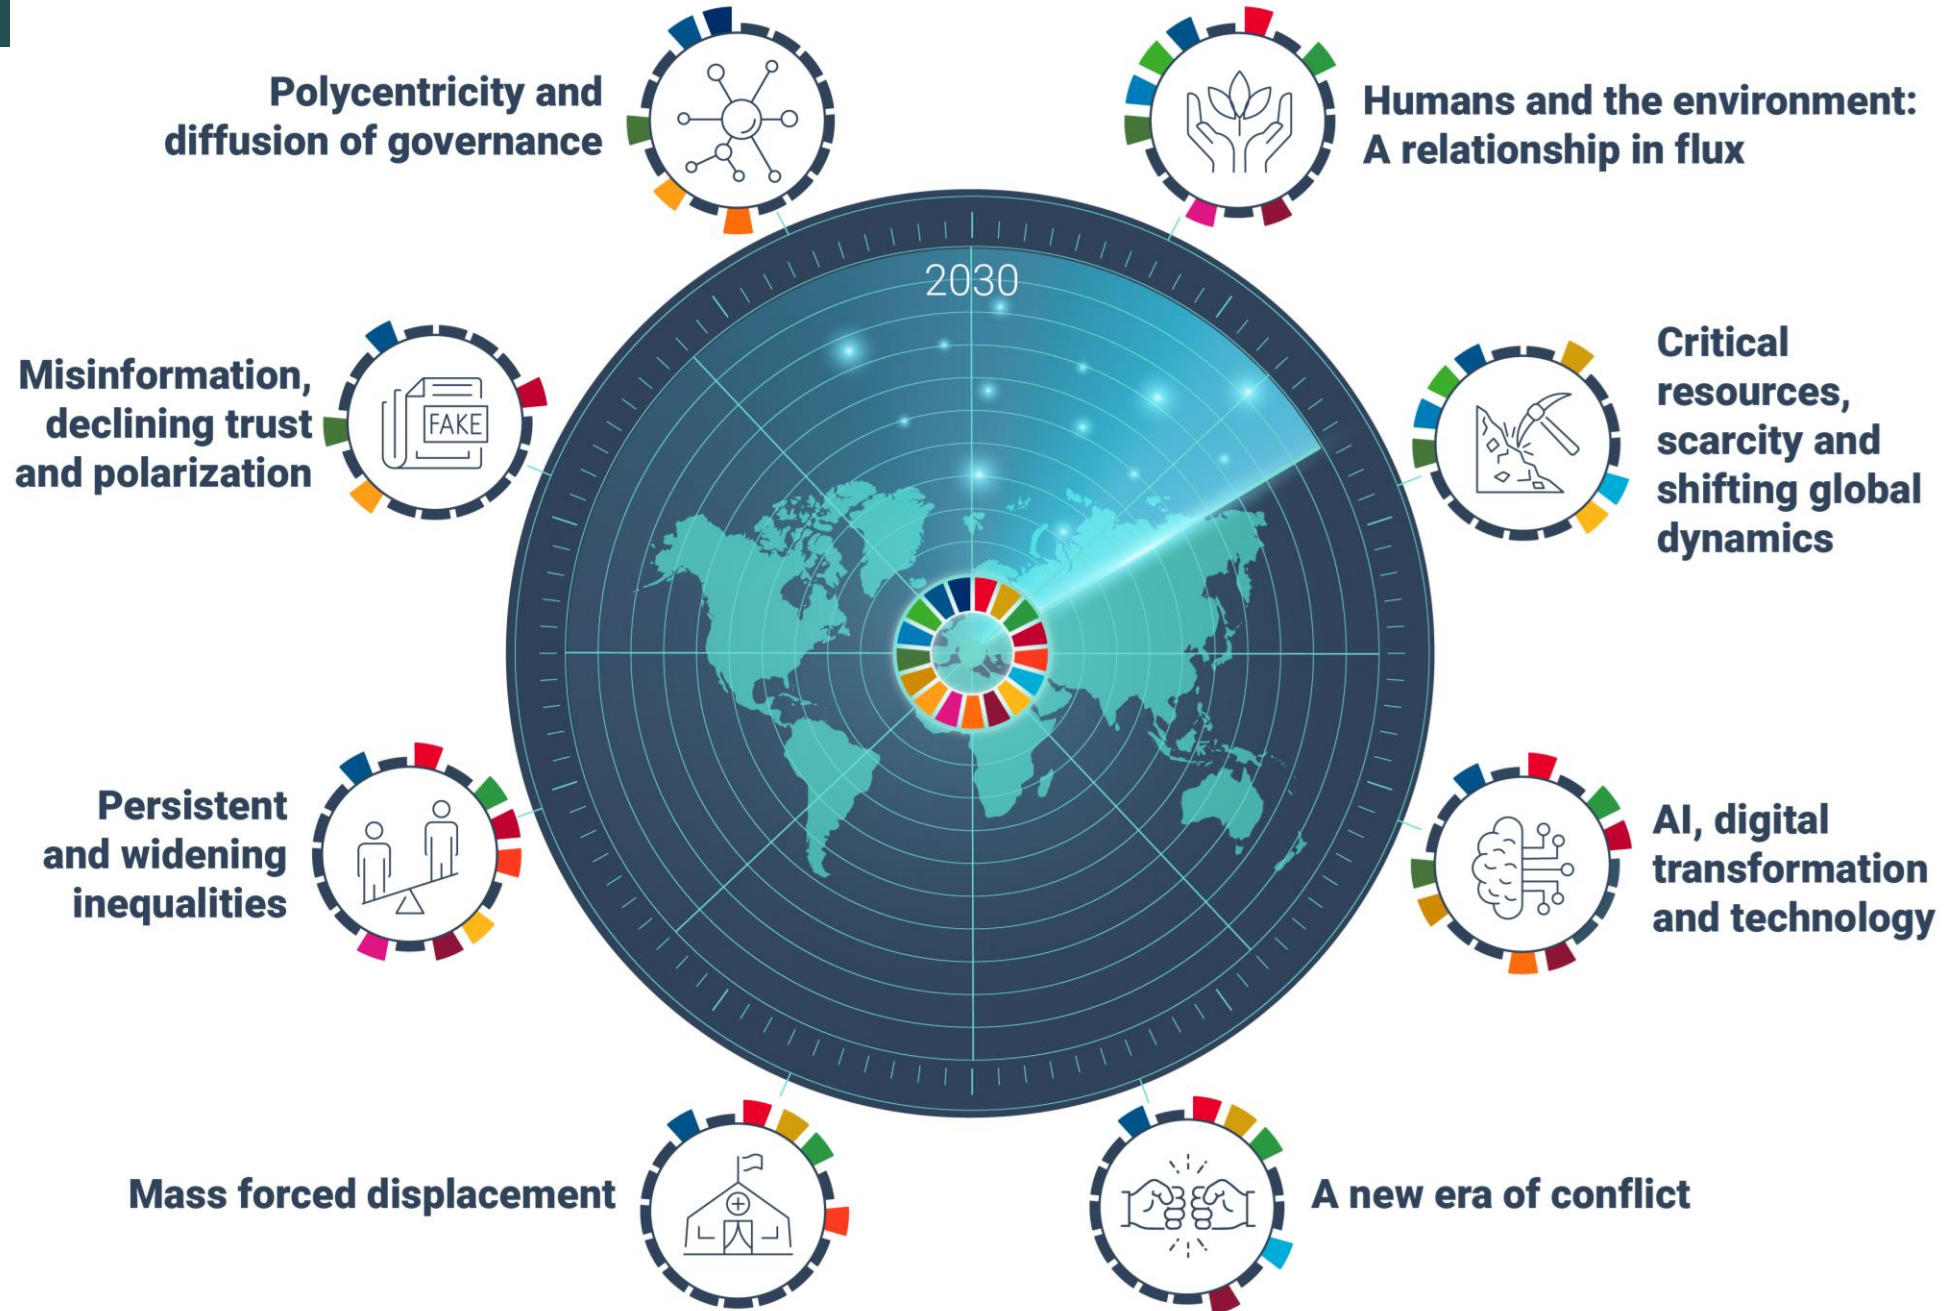 Polycentricity and
diffusion of governance
Humans and the environment:
A relationship in flux
2030
Misinformation,
declining trust
and polarization
FAKE
Critical
resources,
scarcity and
shifting global
dynamics
Persistent
and widening
inequalities
AI, digital
transformation
and technology
Mass forced displacement
A new era of conflict